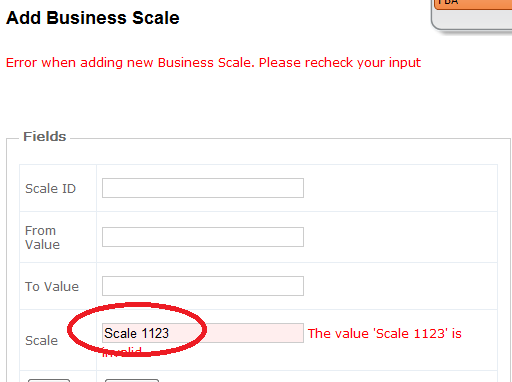 Add Business Scale
Error when adding new Business Scale. Please recheck your input
Fields
Scale ID
From
Value
To Value
Scale
Scale 1123
The value 'Scale 1123' is
invalid